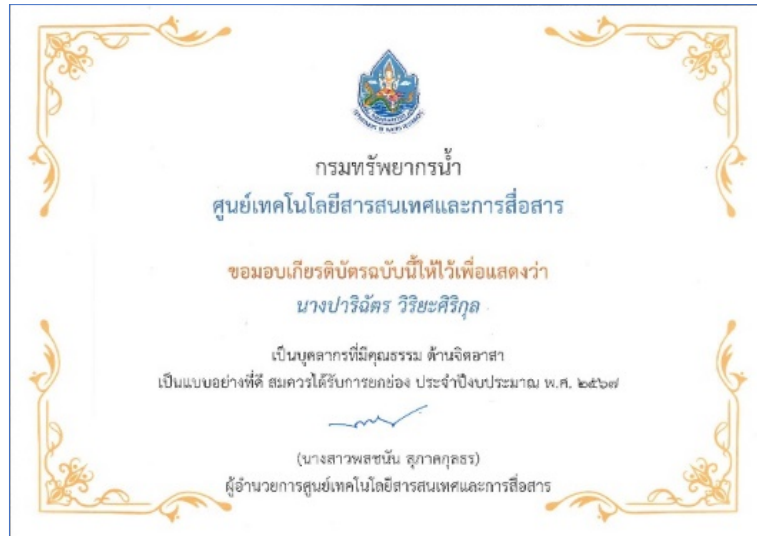 กรมทรัพยากรน้ำ
ศูนย์เทคโนโลยีสารสนเทศและการสื่อสาร
ขอมอบเกียรติบัตรฉบับนี้ให้ไว้เพื่อแสดงว่า
นางปาริฉัตร วิริยะศิริกุล
เป็นบุคลากรที่มีคุณธรรม ด้านจิตอาสา
เป็นแบบอย่างที่ดี สมควรได้รับการยกย่อง ประจำปีงบประมาณ พ.ศ. ๒๕๖๗
(นางสาวพสชนัน สุภาคกุลธร)
ผู้อำนวยการศูนย์เทคโนโลยีสารสนเทศและการสื่อสาร